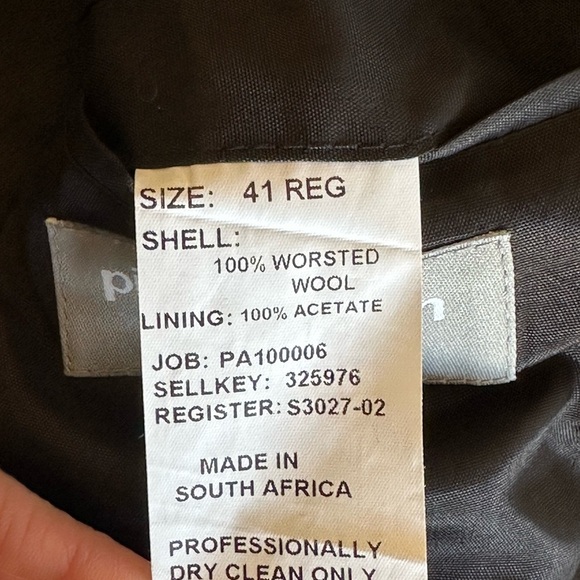 SIZE: 41 REG
SHELL:
100% WORSTED
WOOL
LINING: 100% ACETATE
JOB: PA100006
SELLKEY: 325976
REGISTER: S3027-02
MADE IN
SOUTH AFRICA
PROFESSIONALLY
DRY CLEAN ONLY